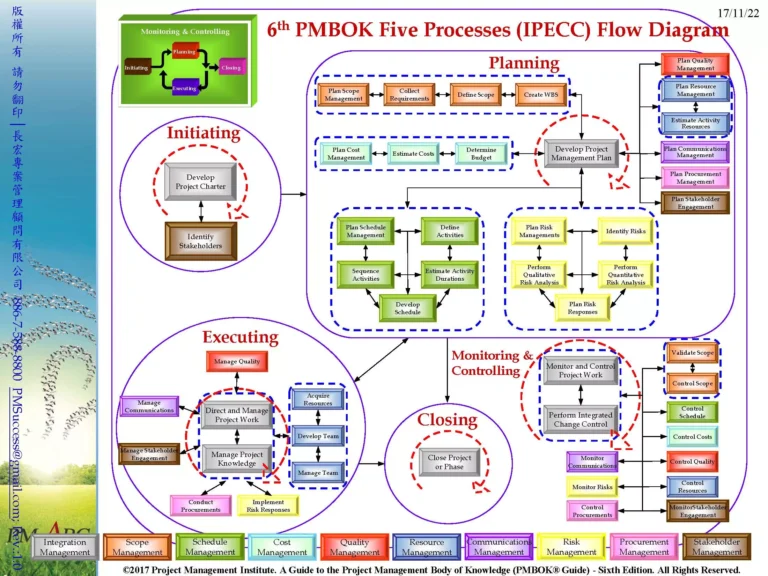 17/11/22
6th PMBOK Five Processes (IPECC) Flow Diagram
版權所有 請勿翻印│長宏專案管理顧問有限公司 886-7-588-8800 PMSuccess@gmail.com;
Monitoring & Controlling
Planning
Initiating
Closing
Executing
Planning
Plan Scope
Management
Collect
Requirements
Define Scope
Create WBS
Plan Cost
Management
Estimate Costs
Determine
Budget
Develop Project
Management Plan
Plan Quality
Management
Plan Resource
Management
Estimate Activity
Resources
Plan Communications
Management
Plan Procurement
Management
Plan Stakeholder
Engagement
Plan Schedule
Management
Define
Activities
Sequence
Activities
Estimate Activity
Durations
Develop
Schedule
Plan Risk
Managements
Identify Risks
Perform
Qualitative
Risk Analysis
Perform
Quantitative
Risk Analysis
Plan Risk
Responses
Initiating
Develop
Project Charter
Identify
Stakeholders
Executing
Manage Quality
Manage
Communications
Manage Stakeholder
Engagement
Direct and Manage
Project Work
Manage Project
Knowledge
Acquire
Resources
Develop Team
Manage Team
Conduct
Procurements
Implement
Risk Responses
Closing
Close Project
or Phase
Monitoring &
Controlling
Monitor and Control
Project Work
Perform Integrated
Change Control
Validate Scope
Control Scope
Control
Schedule
Control Costs
Monitor
Communications
Control Quality
Monitor Risks
Control
Resources
Control
Procurements
MonitorStakeholder
Engagement
Integration
Management
Scope
Management
Schedule
Management
Cost
Management
Quality
Management
Resource
Management
Communications
Management
Risk
Management
Procurement
Management
Stakeholder
Management
©2017 Project Management Institute. A Guide to the Project Management Body of Knowledge (PMBOK® Guide) - Sixth Edition. All Rights Reserved.